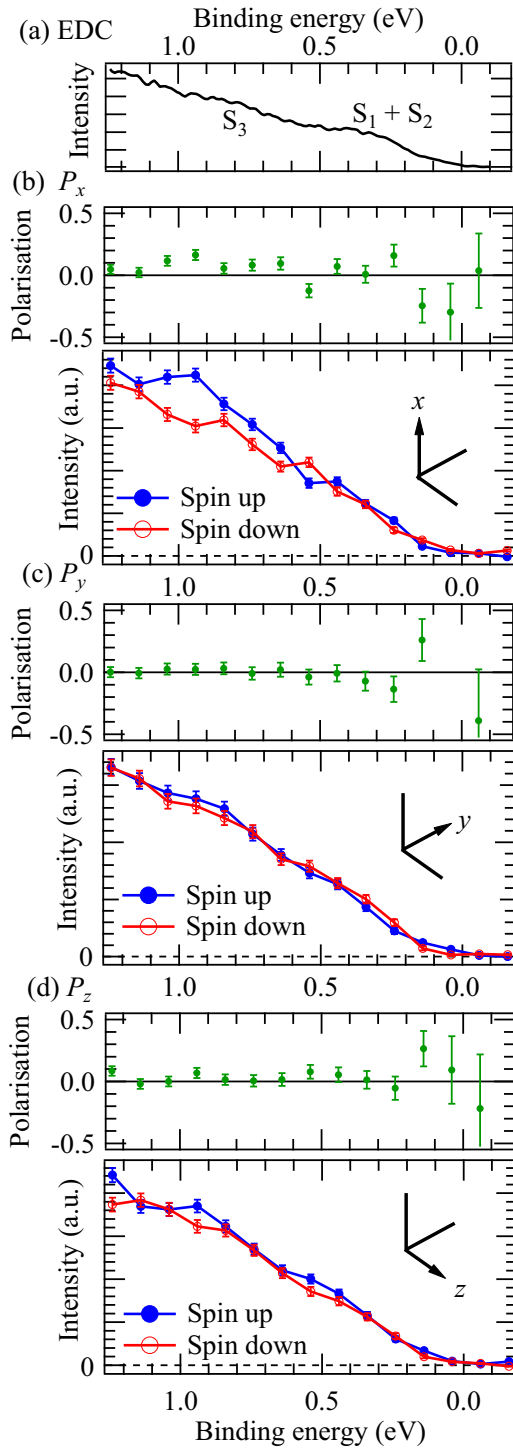 Binding energy (eV)
(a) EDC 1.0 0.5 0.0
Intensity
S3
S1 + S2
(b) Px
Polarisation
0.5
0.0
-0.5
Intensity (a.u.)
x
Spin up
Spin down
0
1.0 0.5 0.0
(c) Py
Polarisation
0.5
0.0
-0.5
Intensity (a.u.)
y
Spin up
Spin down
0
1.0 0.5 0.0
(d) Pz
Polarisation
0.5
0.0
-0.5
Intensity (a.u.)
z
Spin up
Spin down
0
1.0 0.5 0.0
Binding energy (eV)